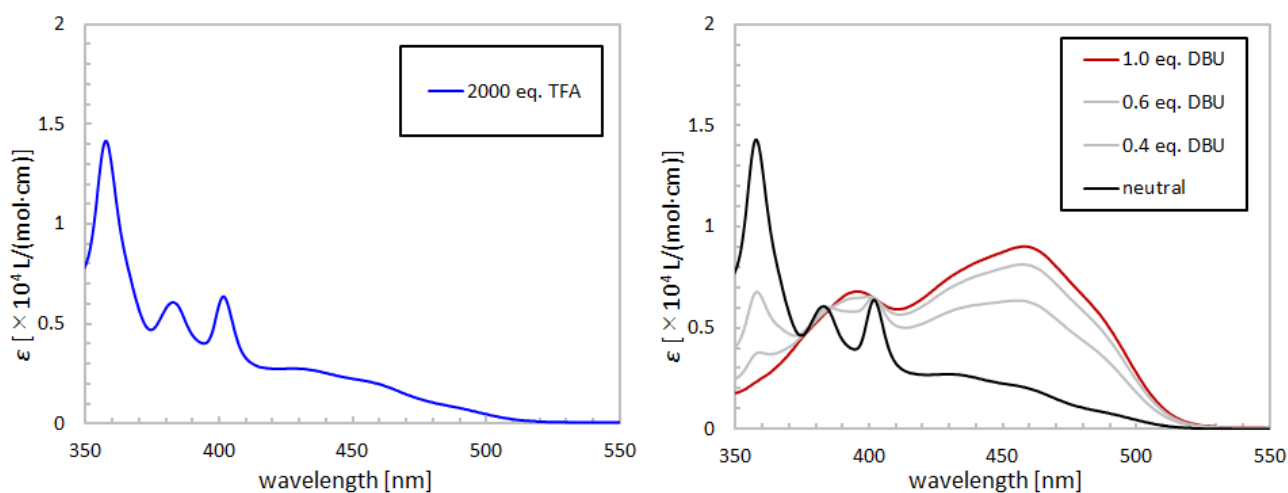 2
1.5
1
0.5
0
350
400
450
500
550
ε [ × 10⁴ L/(mol·cm)]
wavelength [nm]
2000 eq. TFA
2
1.5
1
0.5
0
350
400
450
500
550
ε [ × 10⁴ L/(mol·cm)]
wavelength [nm]
1.0 eq. DBU
0.6 eq. DBU
0.4 eq. DBU
neutral